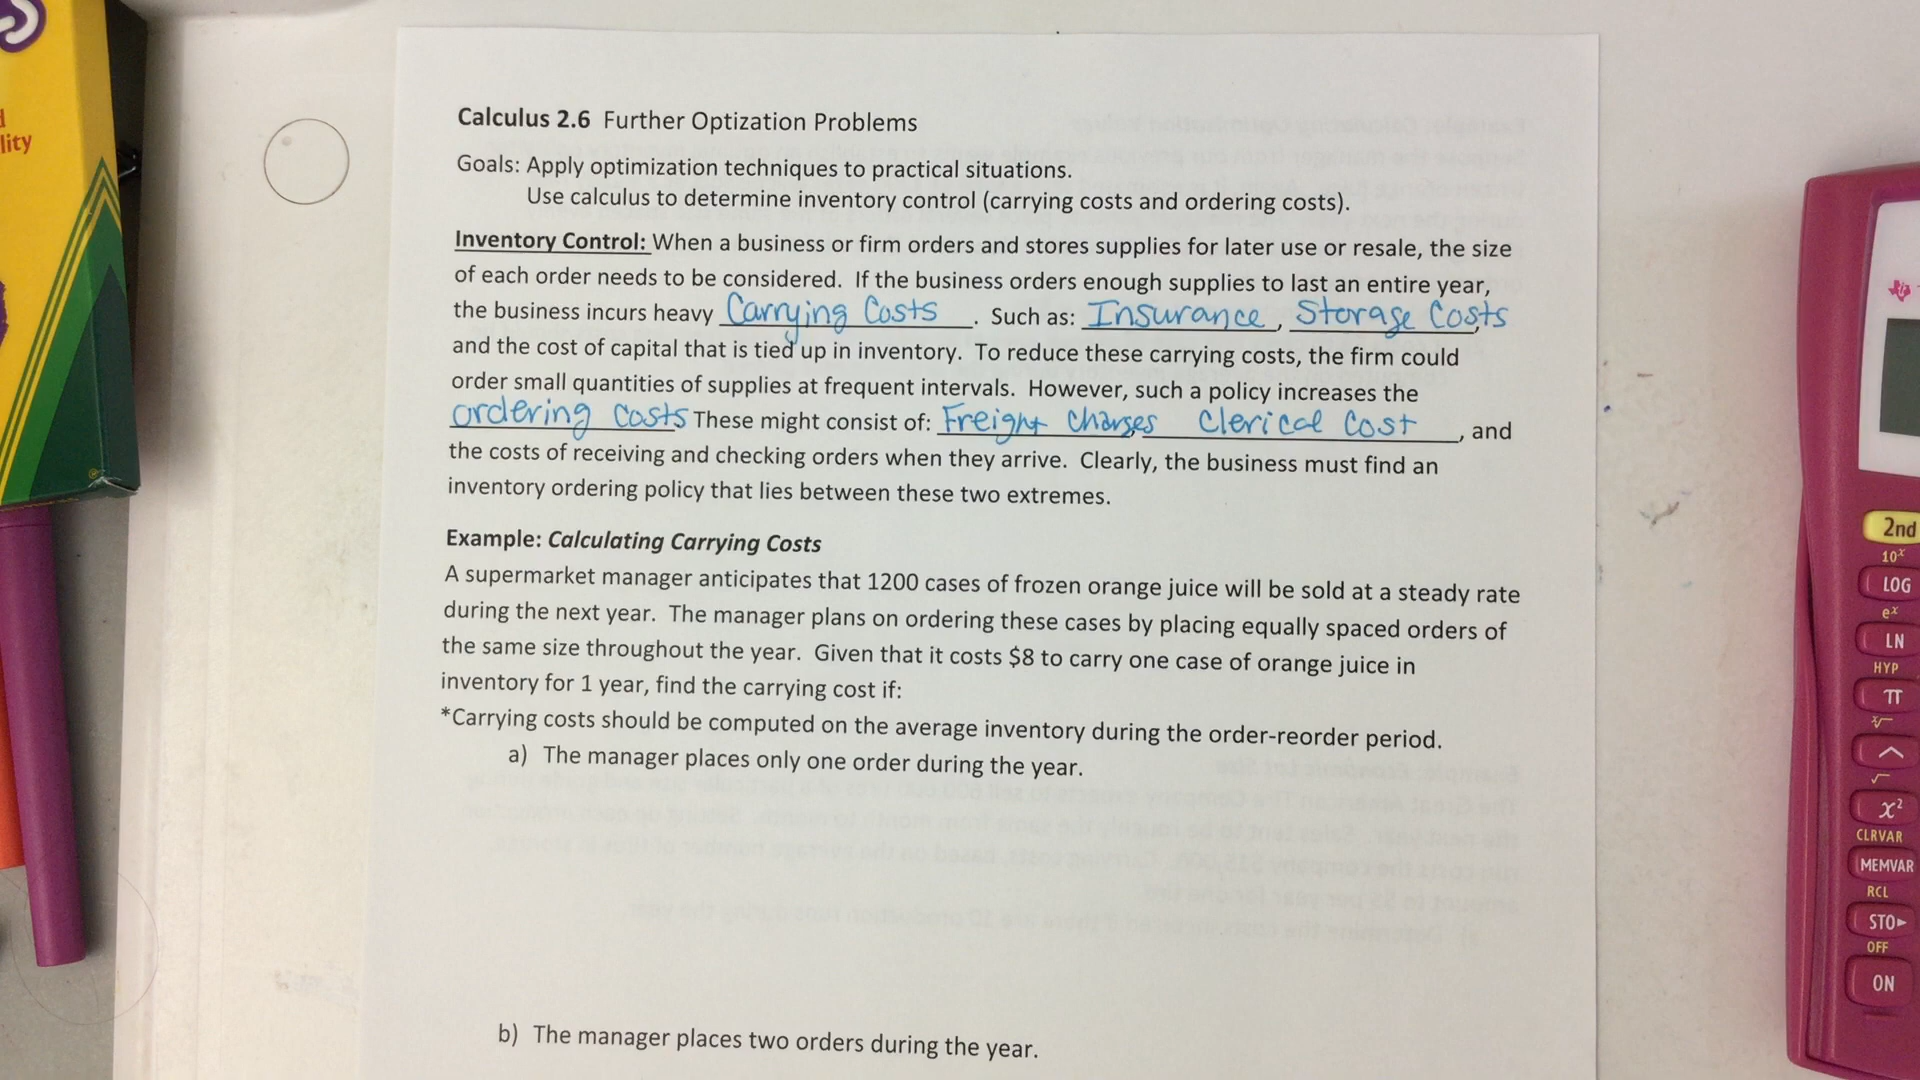 lity
Calculus 2.6 Further Optization Problems
Goals: Apply optimization techniques to practical situations.
Use calculus to determine inventory control (carrying costs and ordering costs).
Inventory Control: When a business or firm orders and stores supplies for later use or resale, the size
of each order needs to be considered. If the business orders enough supplies to last an entire year,
the business incurs heavy Carrying Costs. Such as: Insurance, Storage Costs,
and the cost of capital that is tied up in inventory. To reduce these carrying costs, the firm could
order small quantities of supplies at frequent intervals. However, such a policy increases the
ordering costs These might consist of: Freight Charges, Clerical Cost, and
the costs of receiving and checking orders when they arrive. Clearly, the business must find an
inventory ordering policy that lies between these two extremes.
Example: Calculating Carrying Costs
A supermarket manager anticipates that 1200 cases of frozen orange juice will be sold at a steady rate
during the next year. The manager plans on ordering these cases by placing equally spaced orders of
the same size throughout the year. Given that it costs $8 to carry one case of orange juice in
inventory for 1 year, find the carrying cost if:
*Carrying costs should be computed on the average inventory during the order-reorder period.
a) The manager places only one order during the year.
b) The manager places two orders during the year.
2nd
10ˣ
LOG
eˣ
LN
HYP
π
ˣ√
^
√
x²
CLRVAR
MEMVAR
RCL
STO►
OFF
ON